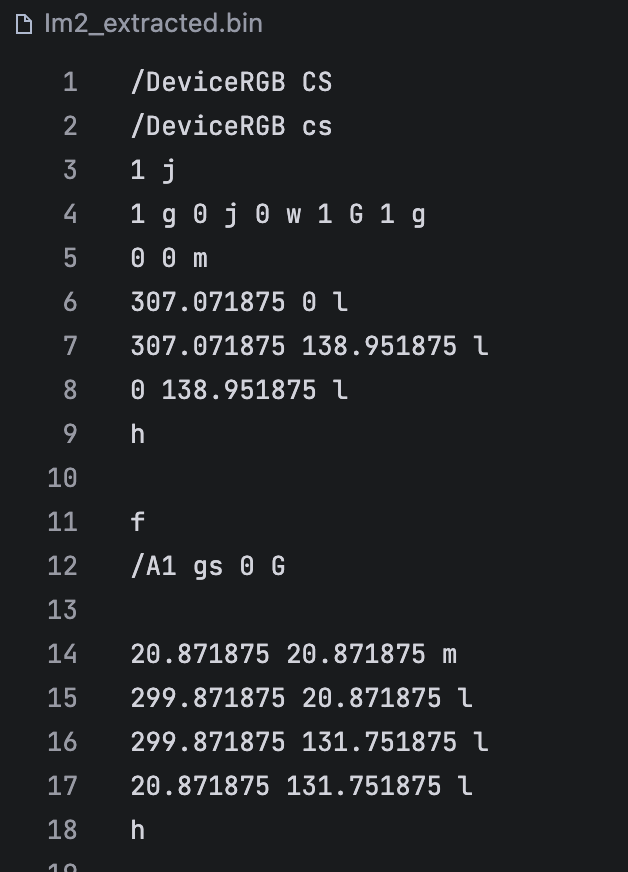 lm2_extracted.bin
1 /DeviceRGB CS
2 /DeviceRGB cs
3 1 j
4 1 g 0 j 0 w 1 G 1 g
5 0 0 m
6 307.071875 0 l
7 307.071875 138.951875 l
8 0 138.951875 l
9 h
10
11 f
12 /A1 gs 0 G
13
14 20.871875 20.871875 m
15 299.871875 20.871875 l
16 299.871875 131.751875 l
17 20.871875 131.751875 l
18 h